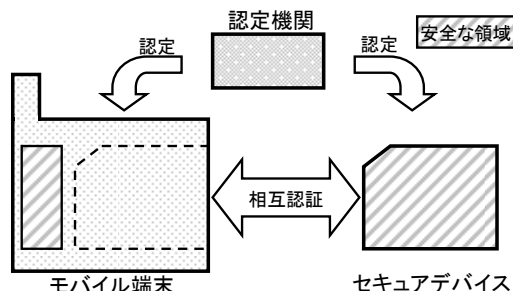 認定機関
安全な領域
認定
認定
相互認証
モバイル端末
セキュアデバイス